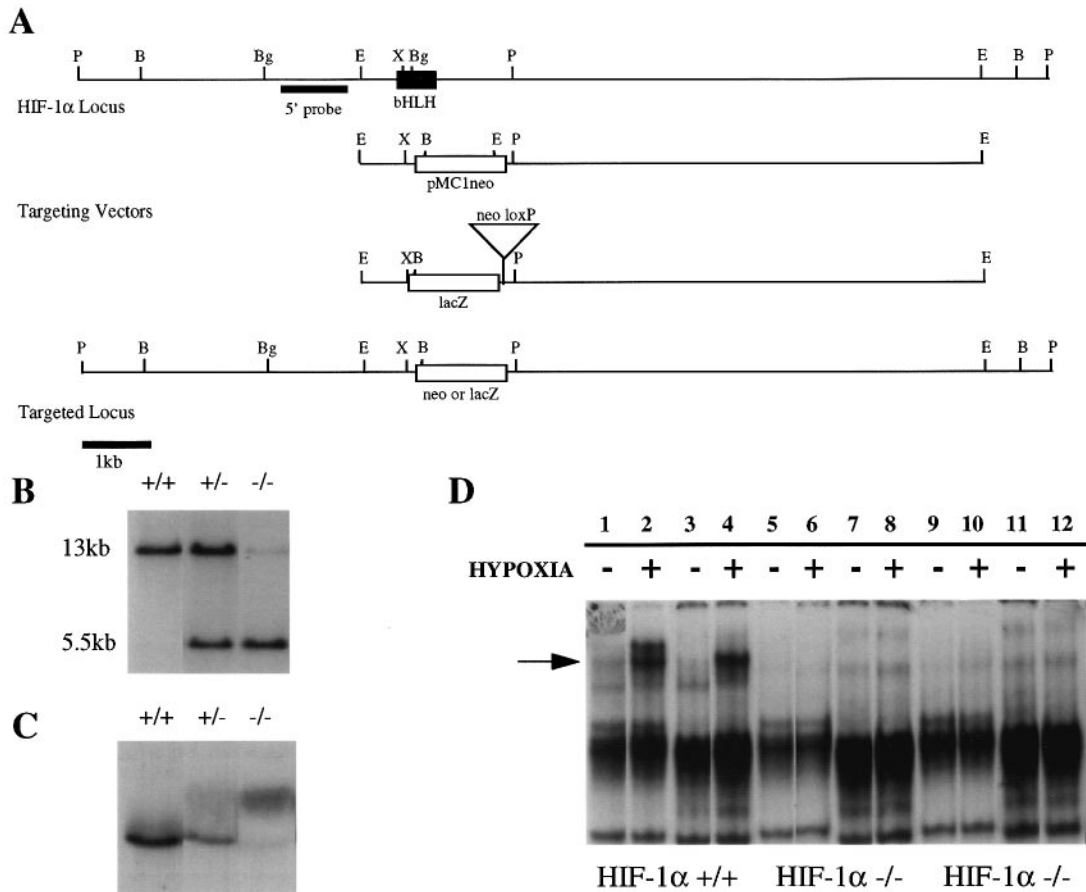 A
P B Bg E X Bg P E B P
bHLH
HIF-1α Locus
5' probe
E X B E P E
pMC1neo
Targeting Vectors
neo loxP
E X B P E
lacZ
P B Bg E X B P E B P
neo or lacZ
Targeted Locus
1kb
B
+/+ +/- -/-
13kb
5.5kb
C
+/+ +/- -/-
D
1 2 3 4 5 6 7 8 9 10 11 12
HYPOXIA - + - + - + - + - + - +
HIF-1α +/+ HIF-1α -/- HIF-1α -/-